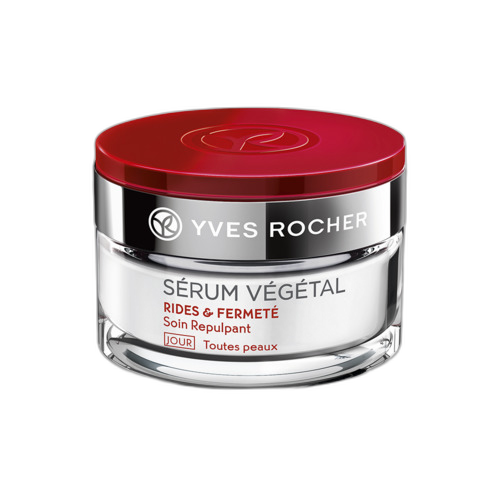 YVES ROCHER
SÉRUM VÉGÉTAL
RIDES & FERMETÉ
Soin Repulpant
JOUR Toutes peaux